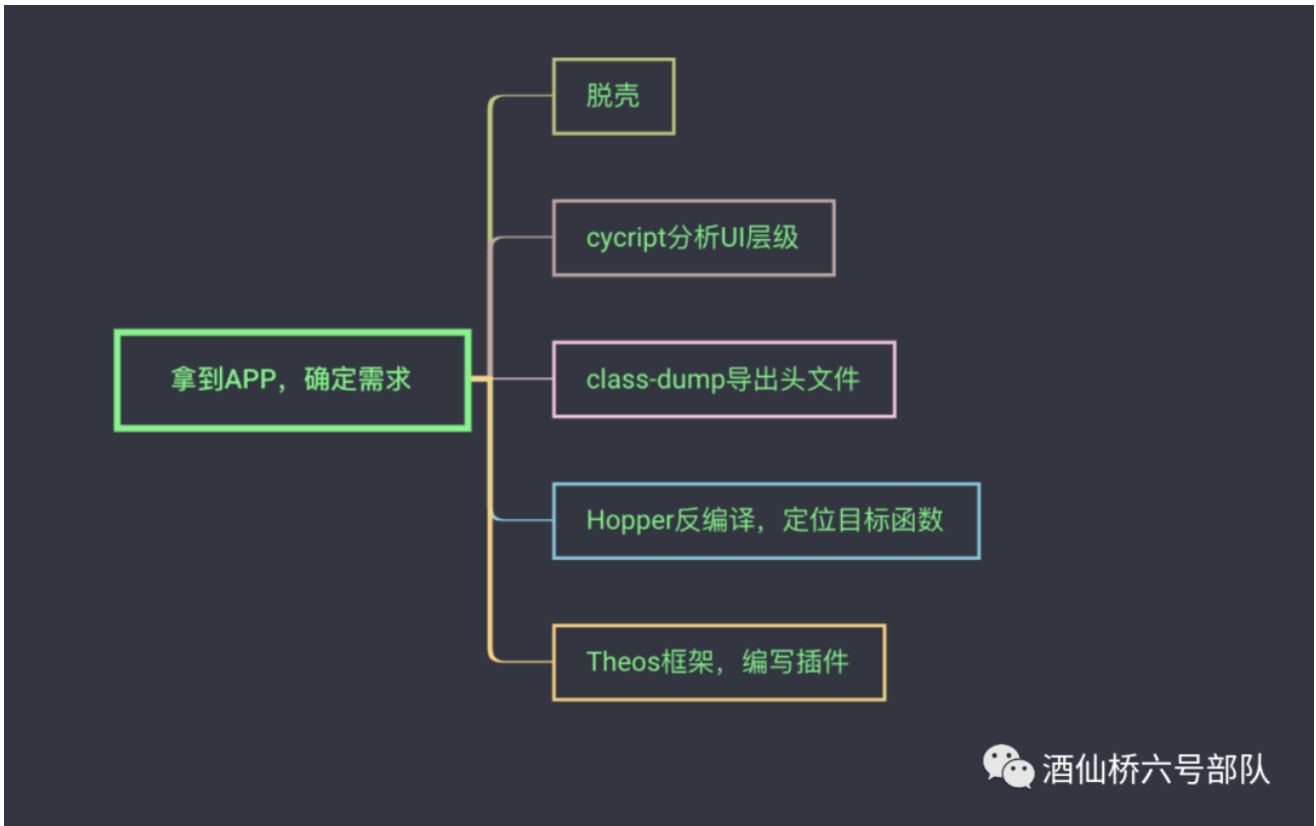 脱壳
cycript分析UI层级
拿到APP，确定需求
class-dump导出头文件
Hopper反编译，定位目标函数
Theos框架，编写插件
酒仙桥六号部队